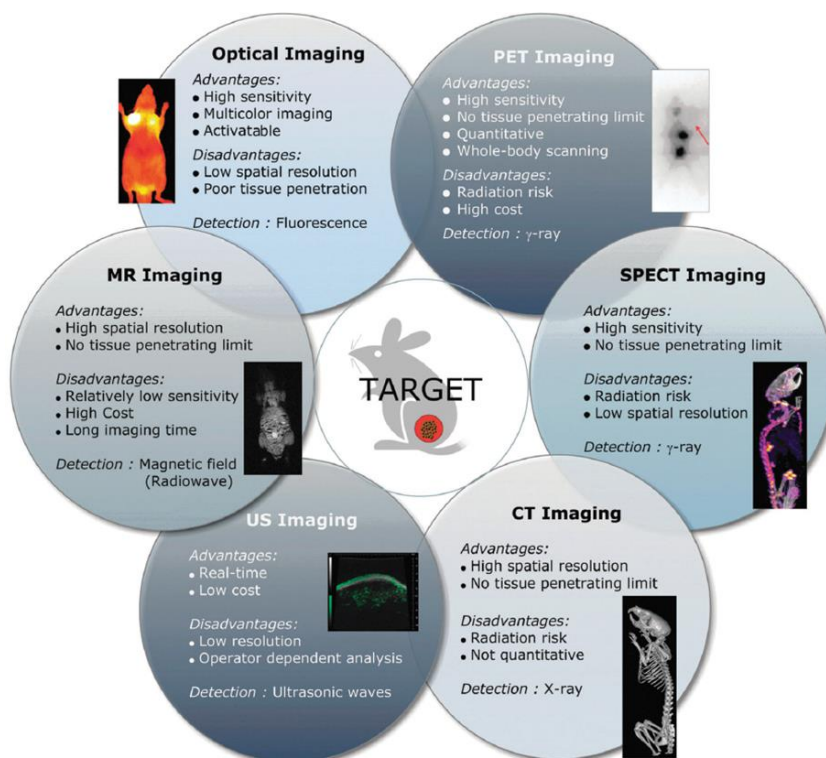 Optical Imaging
Advantages:
● High sensitivity
● Multicolor imaging
● Activatable
Disadvantages:
● Low spatial resolution
● Poor tissue penetration
Detection : Fluorescence
PET Imaging
Advantages:
● High sensitivity
● No tissue penetrating limit
● Quantitative
● Whole-body scanning
Disadvantages:
● Radiation risk
● High cost
Detection : γ-ray
MR Imaging
Advantages:
● High spatial resolution
● No tissue penetrating limit
Disadvantages:
● Relatively low sensitivity
● High Cost
● Long imaging time
Detection : Magnetic field
(Radiowave)
TARGET
SPECT Imaging
Advantages:
● High sensitivity
● No tissue penetrating limit
Disadvantages:
● Radiation risk
● Low spatial resolution
Detection : γ-ray
US Imaging
Advantages:
● Real-time
● Low cost
Disadvantages:
● Low resolution
● Operator dependent analysis
Detection : Ultrasonic waves
CT Imaging
Advantages:
● High spatial resolution
● No tissue penetrating limit
Disadvantages:
● Radiation risk
● Not quantitative
Detection : X-ray